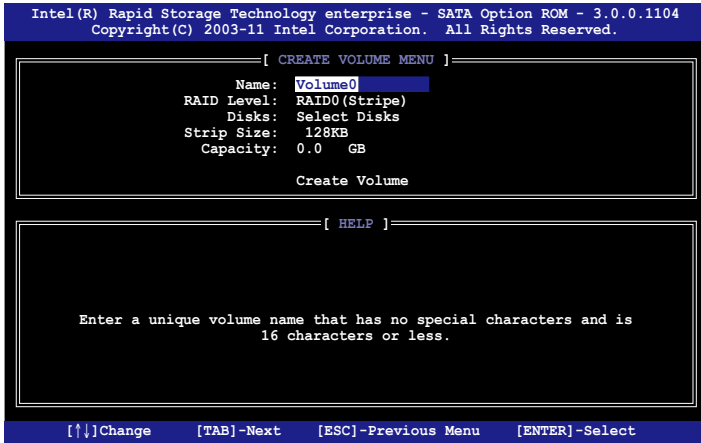 Intel(R) Rapid Storage Technology enterprise - SATA Option ROM - 3.0.0.1104
Copyright(C) 2003-11 Intel Corporation. All Rights Reserved.
[ CREATE VOLUME MENU ]
Name: Volume0
RAID Level: RAID0(Stripe)
Disks: Select Disks
Strip Size: 128KB
Capacity: 0.0 GB
Create Volume
[ HELP ]
Enter a unique volume name that has no special characters and is
16 characters or less.
[↑↓]Change [TAB]-Next [ESC]-Previous Menu [ENTER]-Select